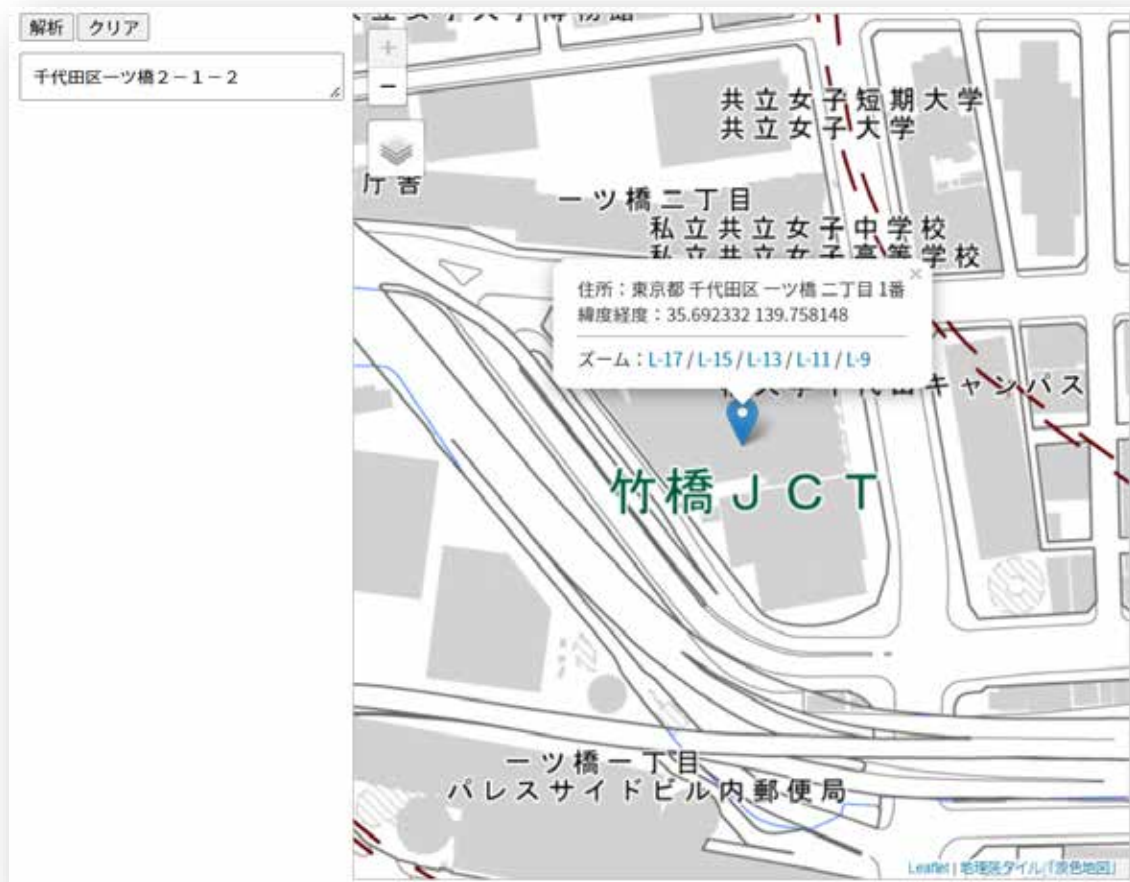 解析 クリア
千代田区一ツ橋２－１－２
+
−
共立女子短期大学
共立女子大学
庁舎
一ツ橋二丁目
私立共立女子中学校
私立共立女子高等学校
×
住所：東京都 千代田区 一ツ橋 二丁目 1番
緯度経度：35.692332 139.758148
ズーム：L-17 / L-15 / L-13 / L-11 / L-9
千代田キャンパス
竹橋ＪＣＴ
一ツ橋一丁目
パレスサイドビル内郵便局
Leaflet | 地理院タイル「淡色地図」